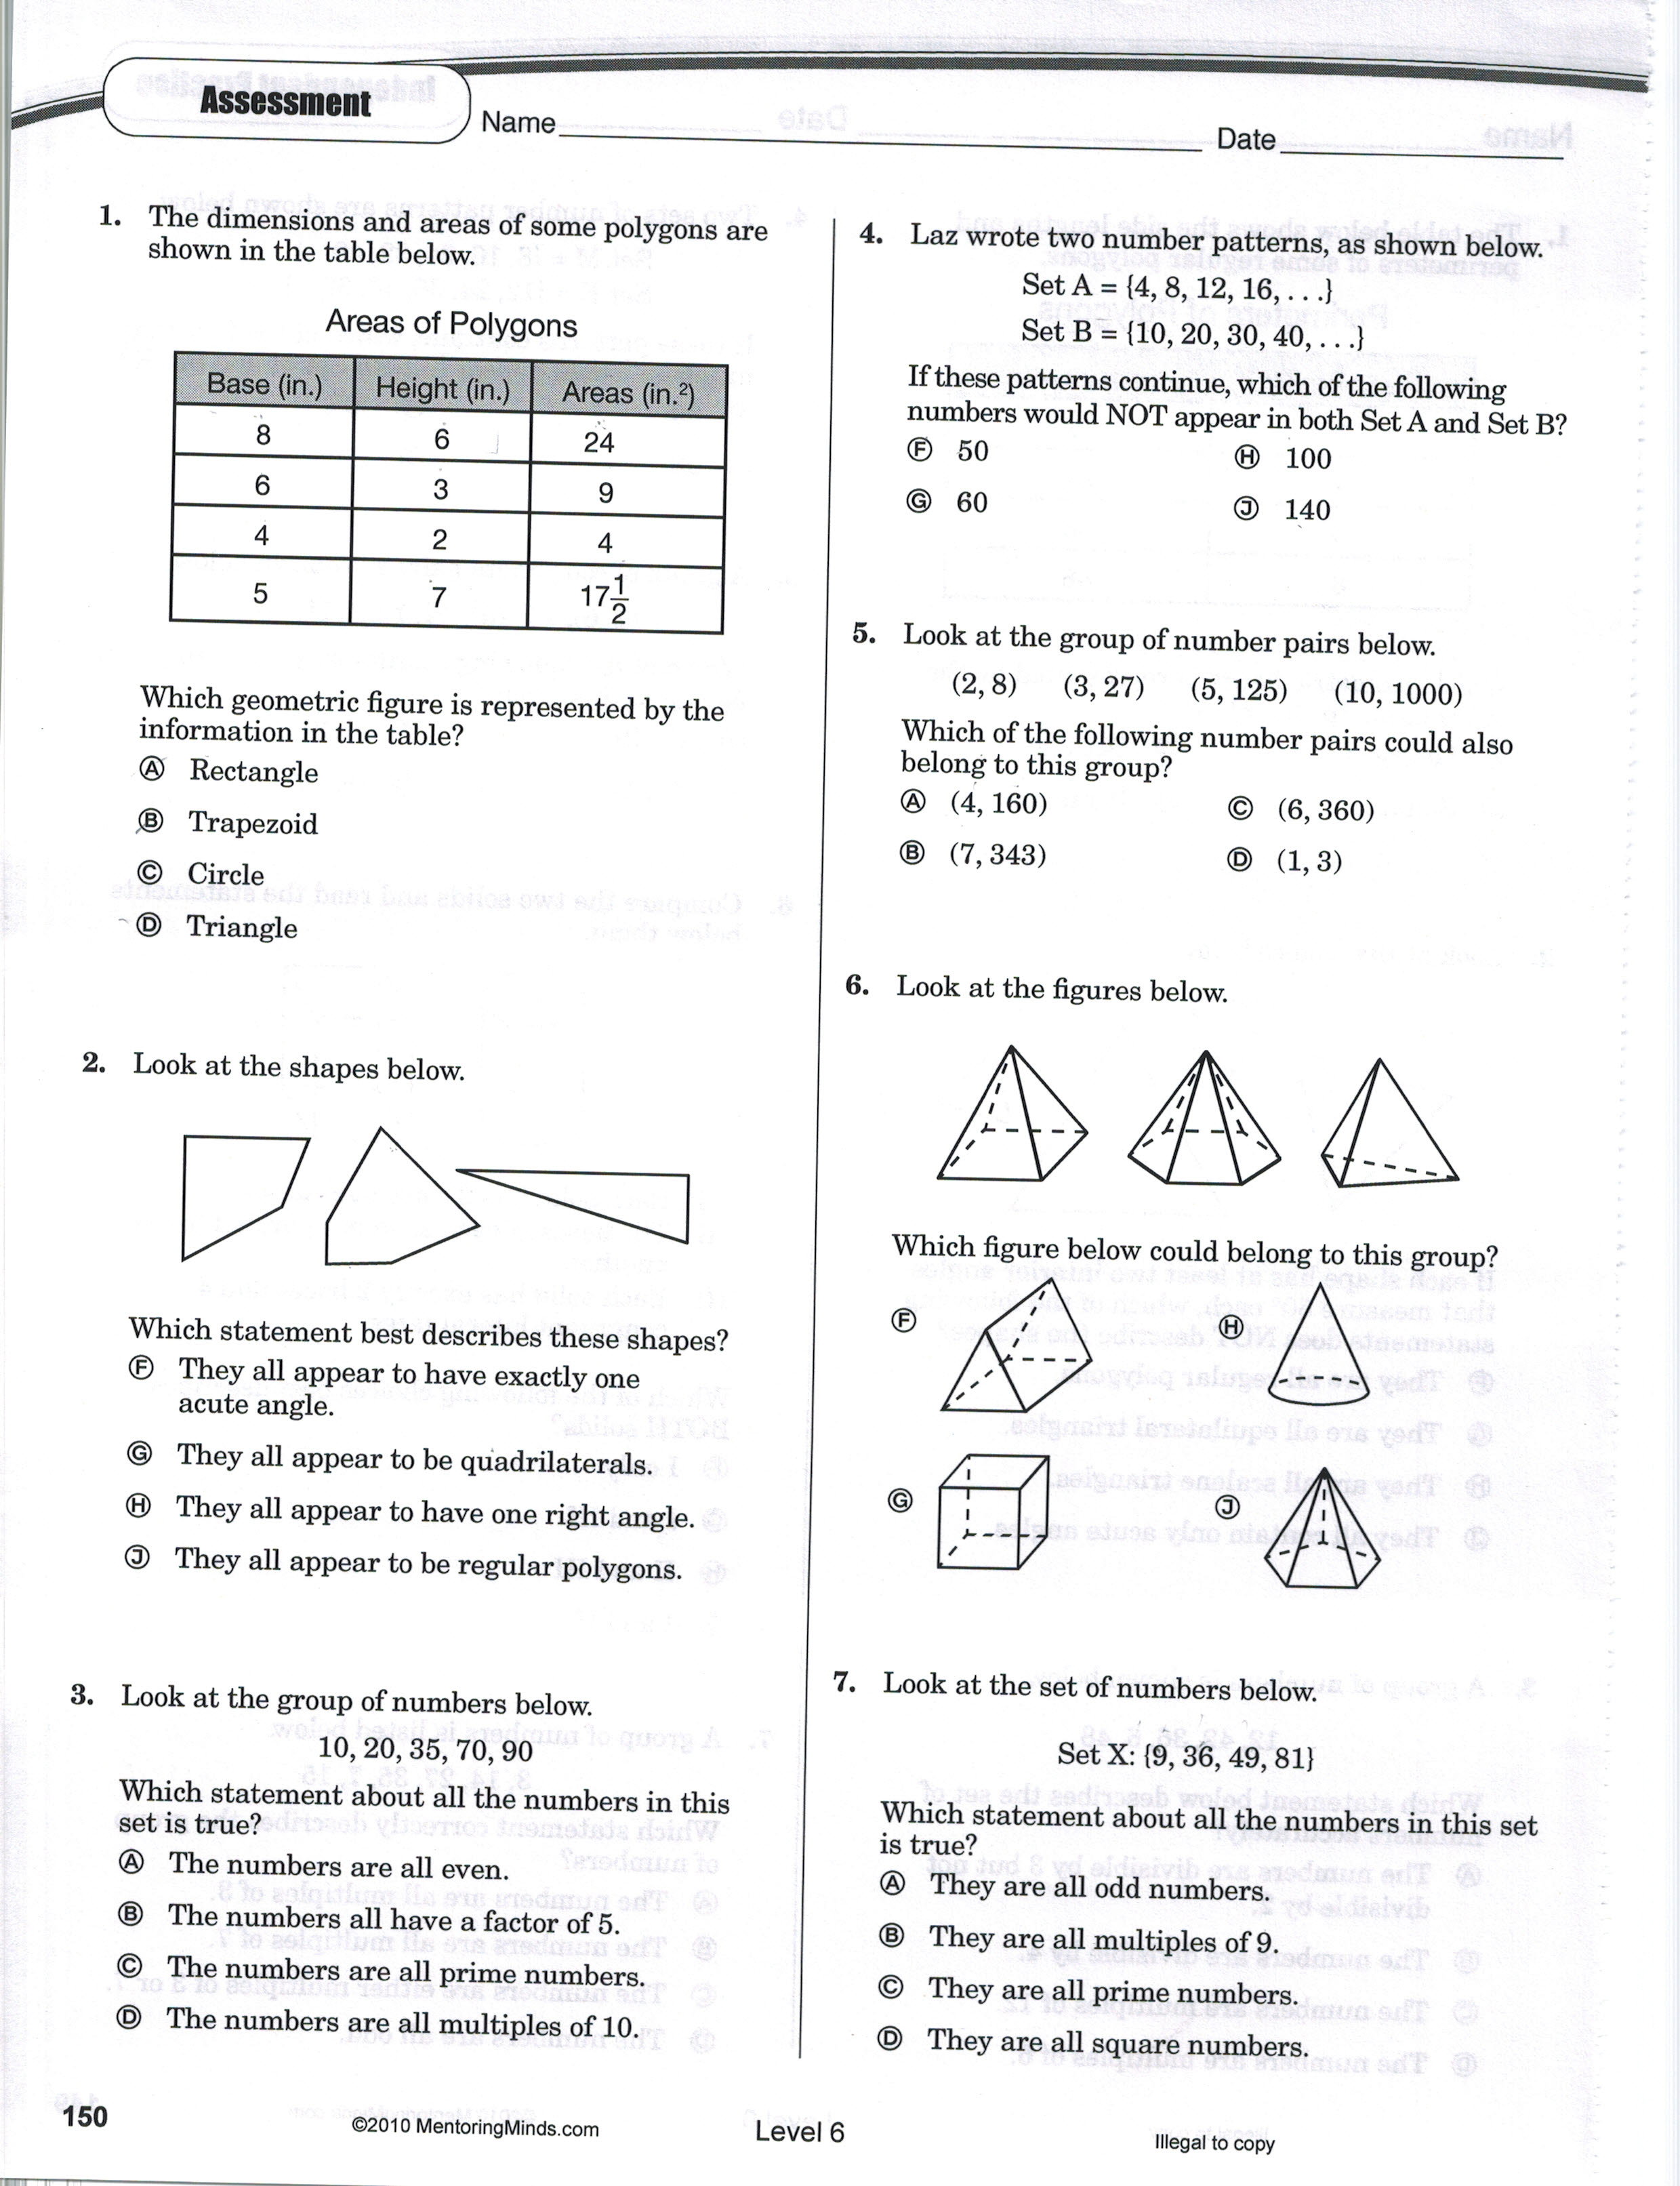 Assessment
Name
Date
1. The dimensions and areas of some polygons are
shown in the table below.
Areas of Polygons
Base (in.) Height (in.) Areas (in.²)
8 6 24
6 3 9
4 2 4
5 7 17 1/2
Which geometric figure is represented by the
information in the table?
Ⓐ Rectangle
Ⓑ Trapezoid
Ⓒ Circle
Ⓓ Triangle
2. Look at the shapes below.
Which statement best describes these shapes?
Ⓕ They all appear to have exactly one
acute angle.
Ⓖ They all appear to be quadrilaterals.
Ⓗ They all appear to have one right angle.
Ⓙ They all appear to be regular polygons.
3. Look at the group of numbers below.
10, 20, 35, 70, 90
Which statement about all the numbers in this
set is true?
Ⓐ The numbers are all even.
Ⓑ The numbers all have a factor of 5.
Ⓒ The numbers are all prime numbers.
Ⓓ The numbers are all multiples of 10.
4. Laz wrote two number patterns, as shown below.
Set A = {4, 8, 12, 16, . . .}
Set B = {10, 20, 30, 40, . . .}
If these patterns continue, which of the following
numbers would NOT appear in both Set A and Set B?
Ⓕ 50 Ⓗ 100
Ⓖ 60 Ⓙ 140
5. Look at the group of number pairs below.
(2, 8) (3, 27) (5, 125) (10, 1000)
Which of the following number pairs could also
belong to this group?
Ⓐ (4, 160) Ⓒ (6, 360)
Ⓑ (7, 343) Ⓓ (1, 3)
6. Look at the figures below.
Which figure below could belong to this group?
Ⓕ Ⓗ
Ⓖ Ⓙ
7. Look at the set of numbers below.
Set X: {9, 36, 49, 81}
Which statement about all the numbers in this set
is true?
Ⓐ They are all odd numbers.
Ⓑ They are all multiples of 9.
Ⓒ They are all prime numbers.
Ⓓ They are all square numbers.
150
©2010 MentoringMinds.com
Level 6
Illegal to copy